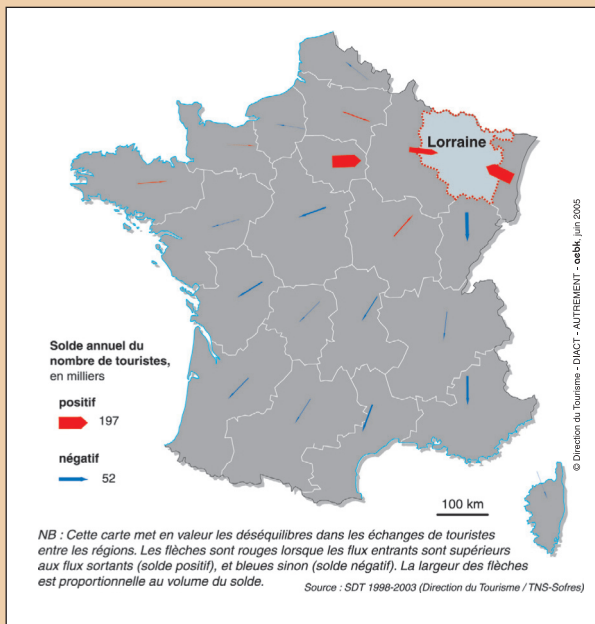 Lorraine
Solde annuel du
nombre de touristes,
en milliers
positif
197
négatif
52
100 km
© Direction du Tourisme - DIACT - AUTREMENT - aebk, juin 2005
NB : Cette carte met en valeur les déséquilibres dans les échanges de touristes
entre les régions. Les flèches sont rouges lorsque les flux entrants sont supérieurs
aux flux sortants (solde positif), et bleues sinon (solde négatif). La largeur des flèches
est proportionnelle au volume du solde.
Source : SDT 1998-2003 (Direction du Tourisme / TNS-Sofres)